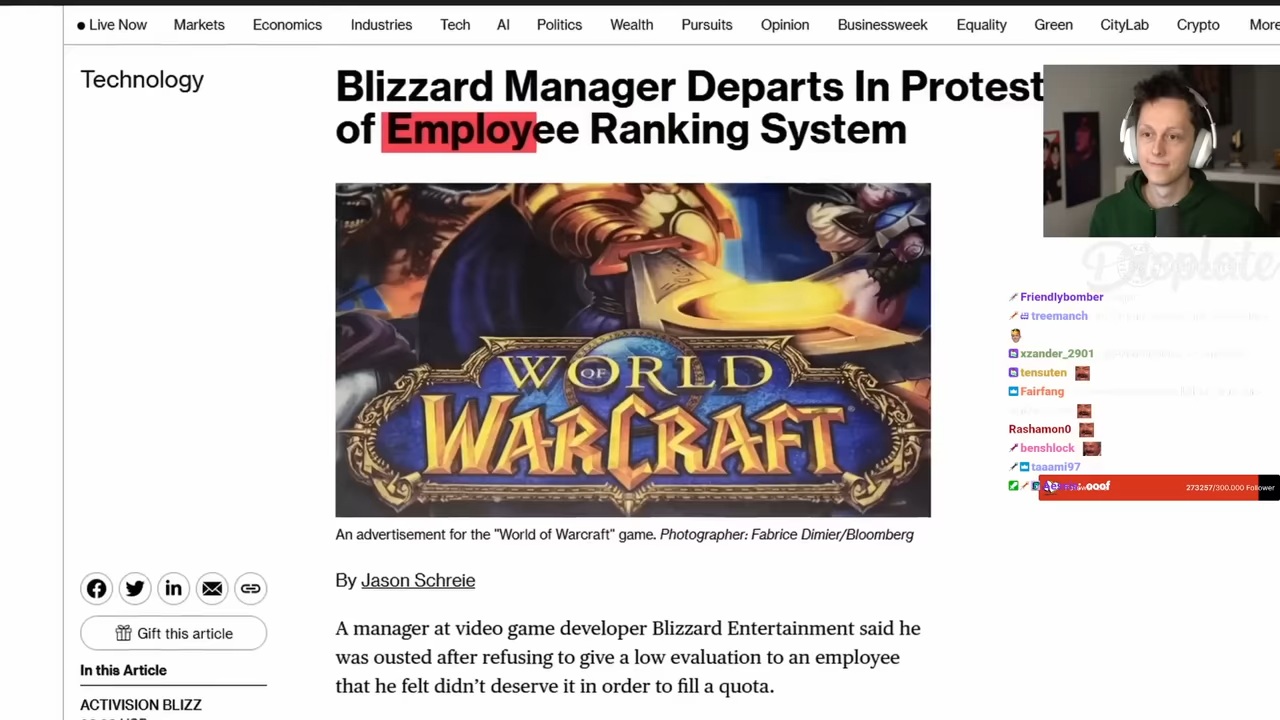 Live Now Markets Economics Industries Tech AI Politics Wealth Pursuits Opinion Businessweek Equality Green CityLab Crypto More
Technology
Blizzard Manager Departs In Protest
of Employee Ranking System
WORLD
OF
WARCRAFT
An advertisement for the "World of Warcraft" game. Photographer: Fabrice Dimier/Bloomberg
By Jason Schreie
Gift this article
In this Article
ACTIVISION BLIZZ
A manager at video game developer Blizzard Entertainment said he
was ousted after refusing to give a low evaluation to an employee
that he felt didn't deserve it in order to fill a quota.
Friendlybomber
treemanch
xzander_2901
tensuten
Fairfang
Rashamon0
benshlock
taaami97
273257/300.000 Follower